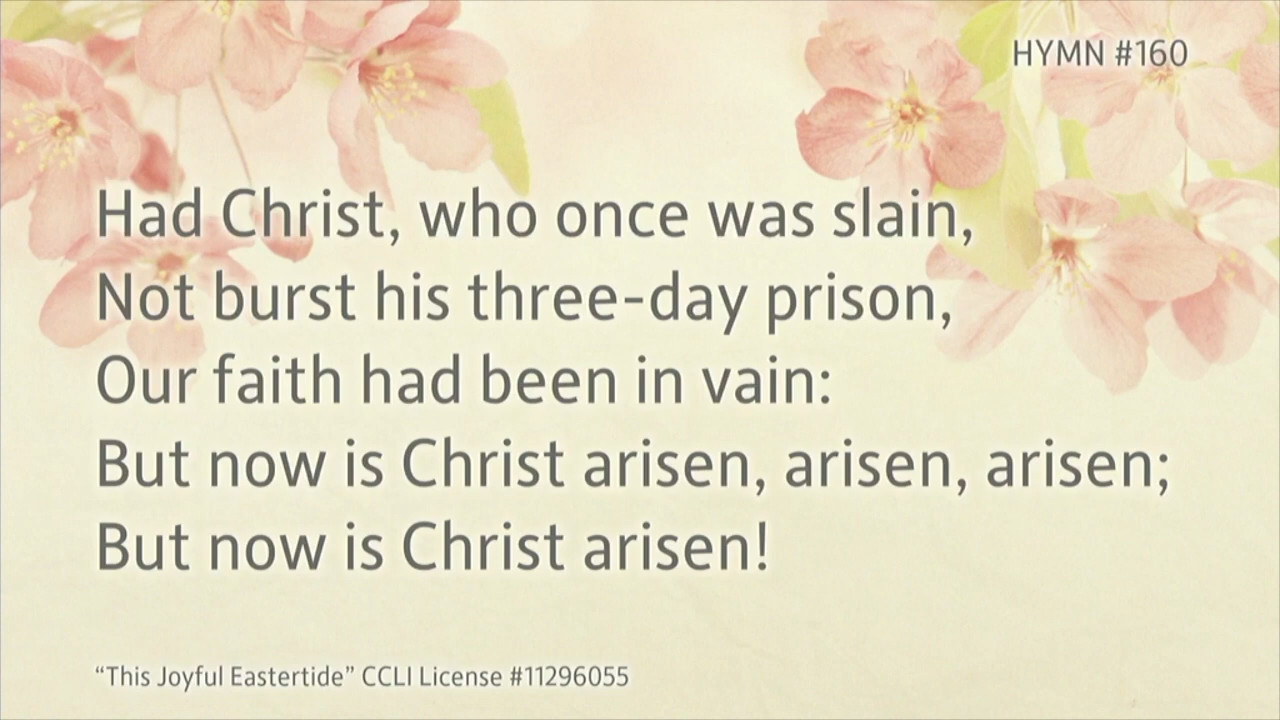 HYMN #160
Had Christ, who once was slain,
Not burst his three-day prison,
Our faith had been in vain:
But now is Christ arisen, arisen, arisen;
But now is Christ arisen!
“This Joyful Eastertide” CCLI License #11296055